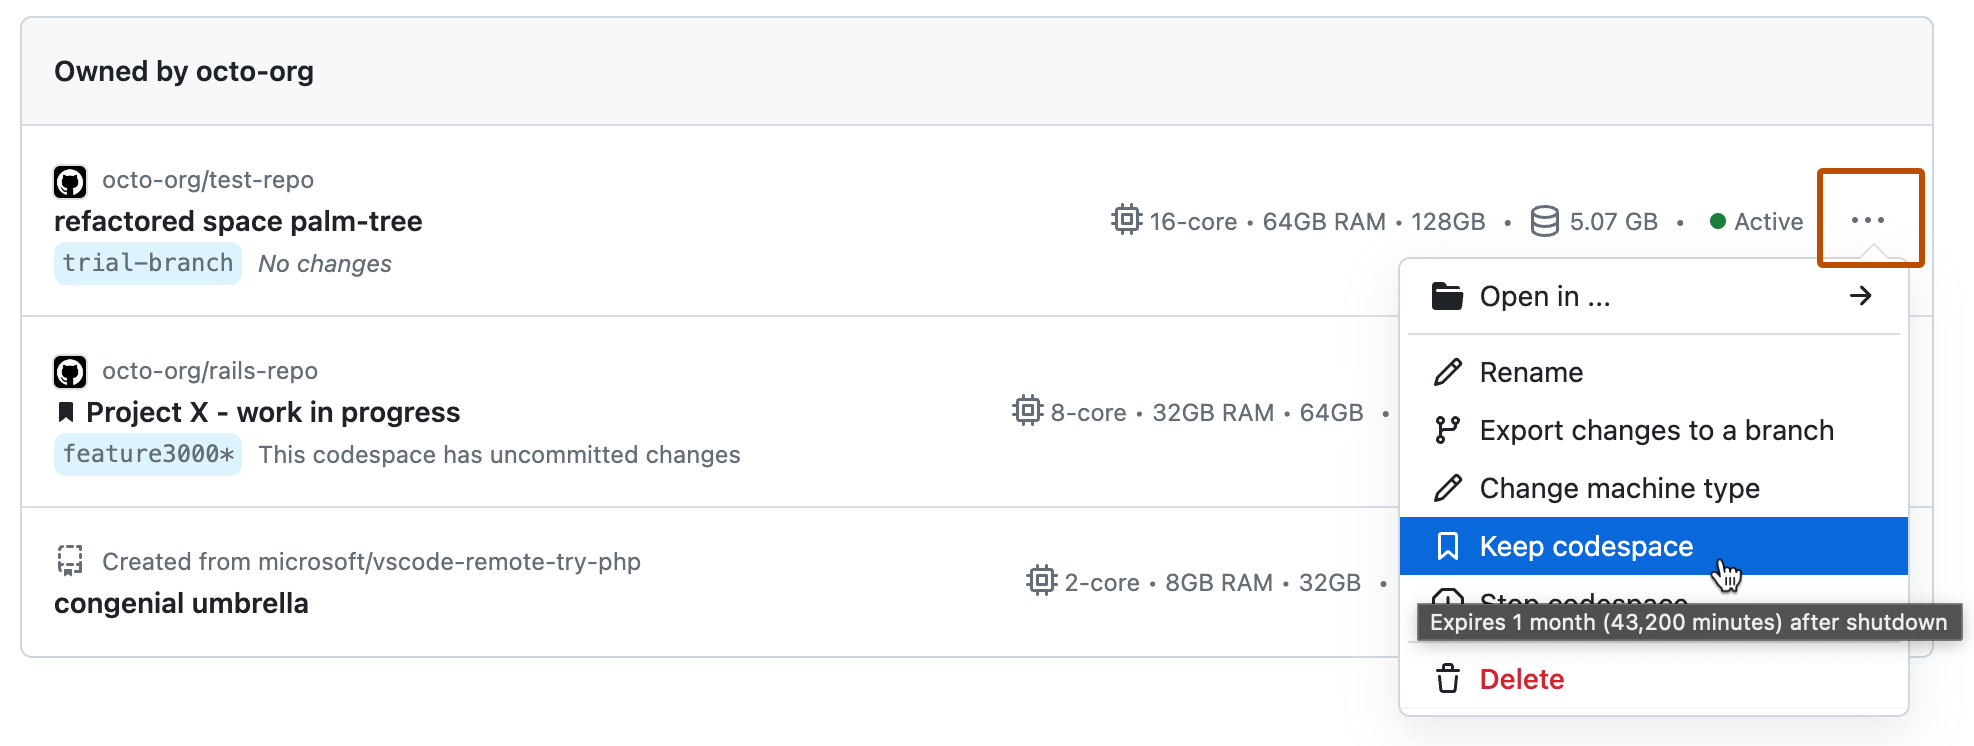 Owned by octo-org
octo-org/test-repo
refactored space palm-tree
16-core • 64GB RAM • 128GB • 5.07 GB • Active
trial-branch No changes
Open in ...
octo-org/rails-repo
Rename
Project X - work in progress
8-core • 32GB RAM • 64GB •
Export changes to a branch
feature3000* This codespace has uncommitted changes
Change machine type
Keep codespace
Created from microsoft/vscode-remote-try-php
2-core • 8GB RAM • 32GB •
congenial umbrella
Stop codespace
Expires 1 month (43,200 minutes) after shutdown
Delete